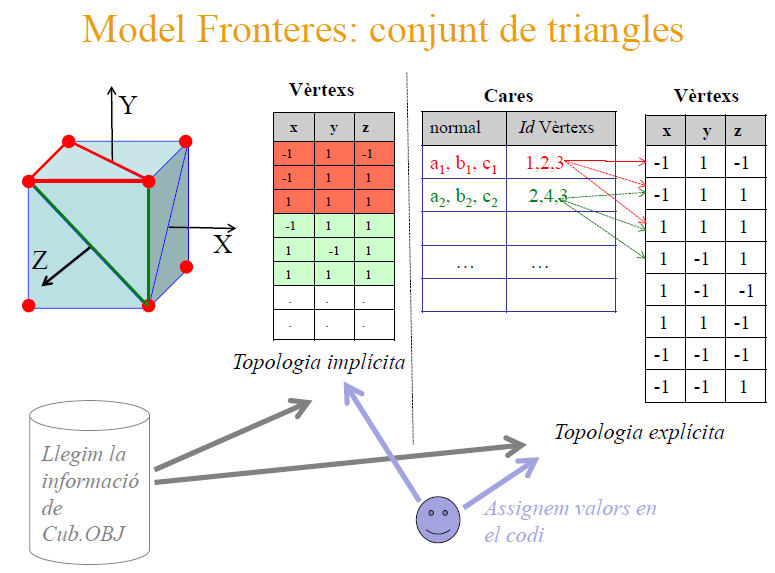 Model Fronteres: conjunt de triangles
Y
X
Z
Vèrtexs
x y z
-1 1 -1
-1 1 1
1 1 1
-1 1 1
1 -1 1
1 1 1
. . .
. . .
Topologia implícita
Cares
normal Id Vèrtexs
a1, b1, c1 1,2,3
a2, b2, c2 2,4,3
... ...
Vèrtexs
x y z
-1 1 -1
-1 1 1
1 1 1
1 -1 1
1 -1 -1
1 1 -1
-1 -1 -1
-1 -1 1
Topologia explícita
Llegim la
informació
de
Cub.OBJ
Assignem valors en
el codi